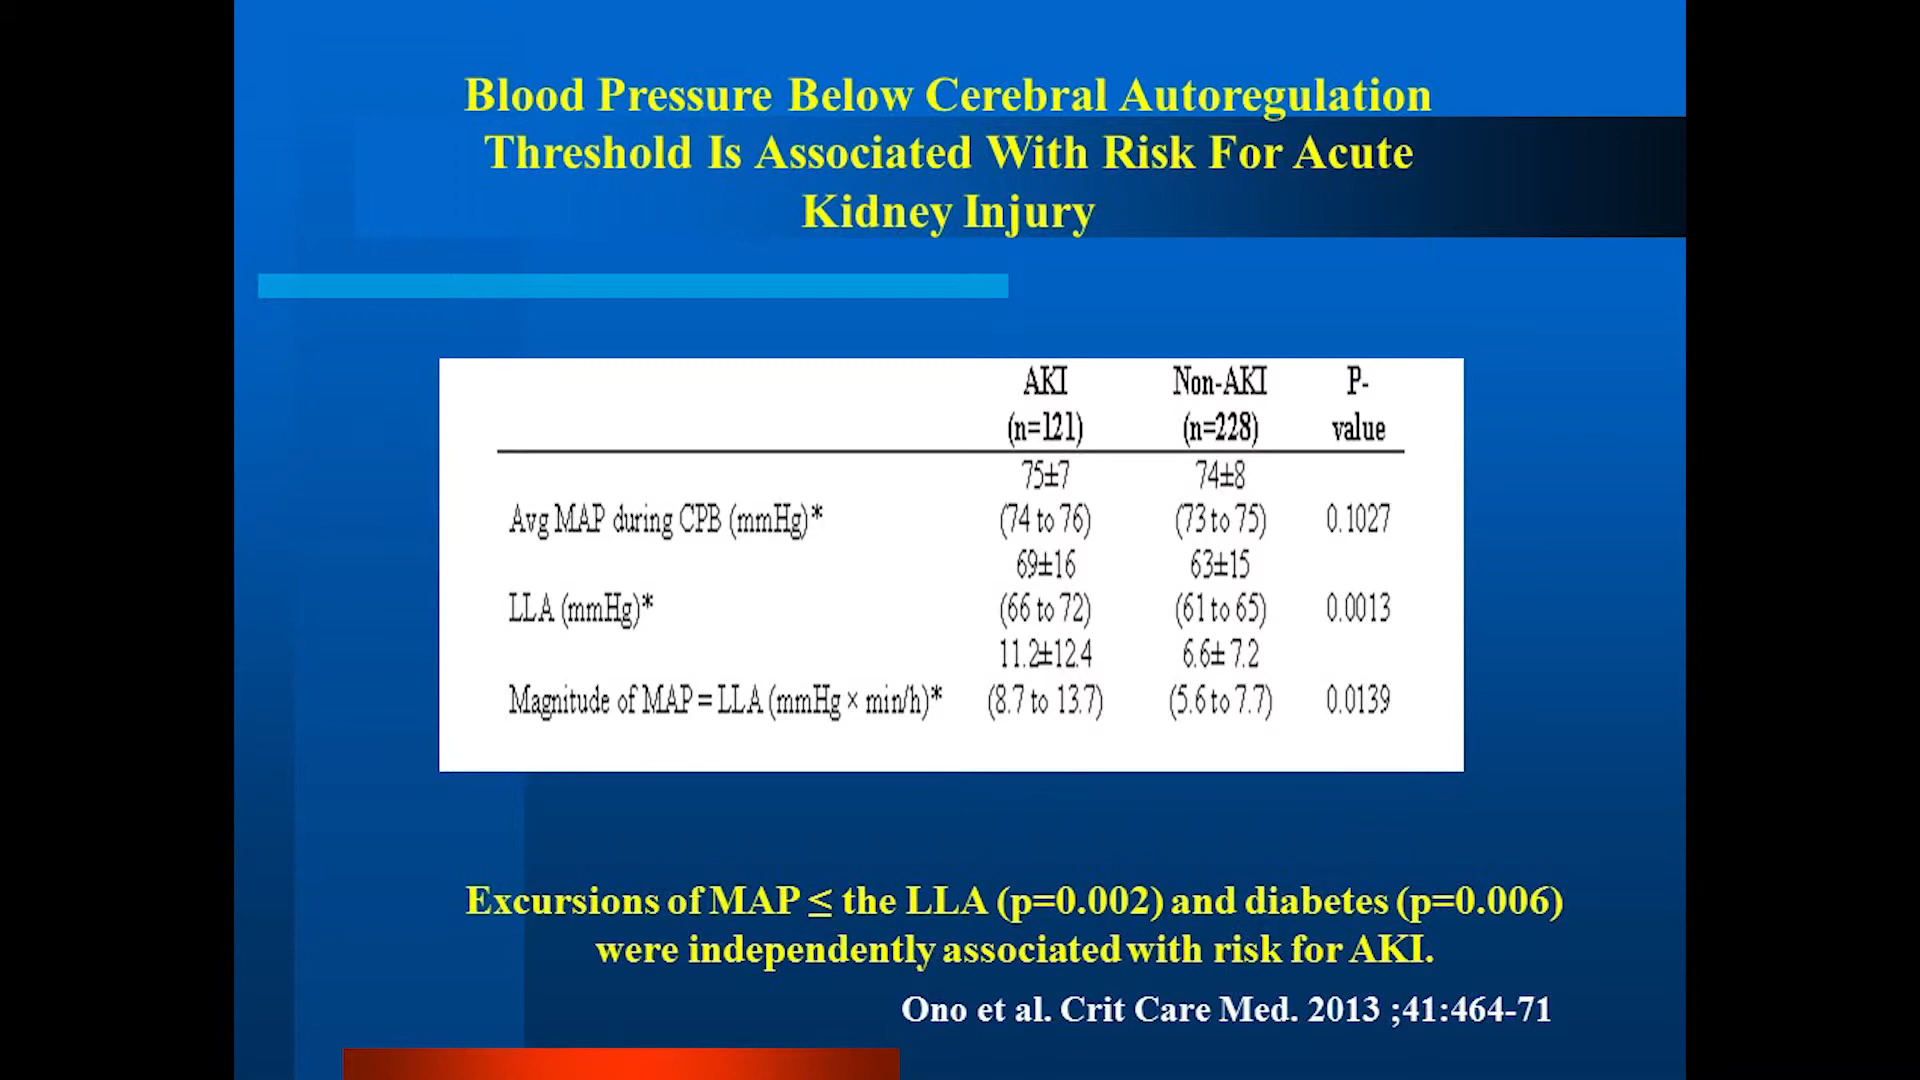 Blood Pressure Below Cerebral Autoregulation
Threshold Is Associated With Risk For Acute
Kidney Injury
AKI Non-AKI P-
(n=121) (n=228) value
75±7 74±8
Avg MAP during CPB (mmHg)* (74 to 76) (73 to 75) 0.1027
69±16 63±15
LLA (mmHg)* (66 to 72) (61 to 65) 0.0013
11.2±12.4 6.6± 7.2
Magnitude of MAP = LLA (mmHg × min/h)* (8.7 to 13.7) (5.6 to 7.7) 0.0139
Excursions of MAP ≤ the LLA (p=0.002) and diabetes (p=0.006)
were independently associated with risk for AKI.
Ono et al. Crit Care Med. 2013 ;41:464-71